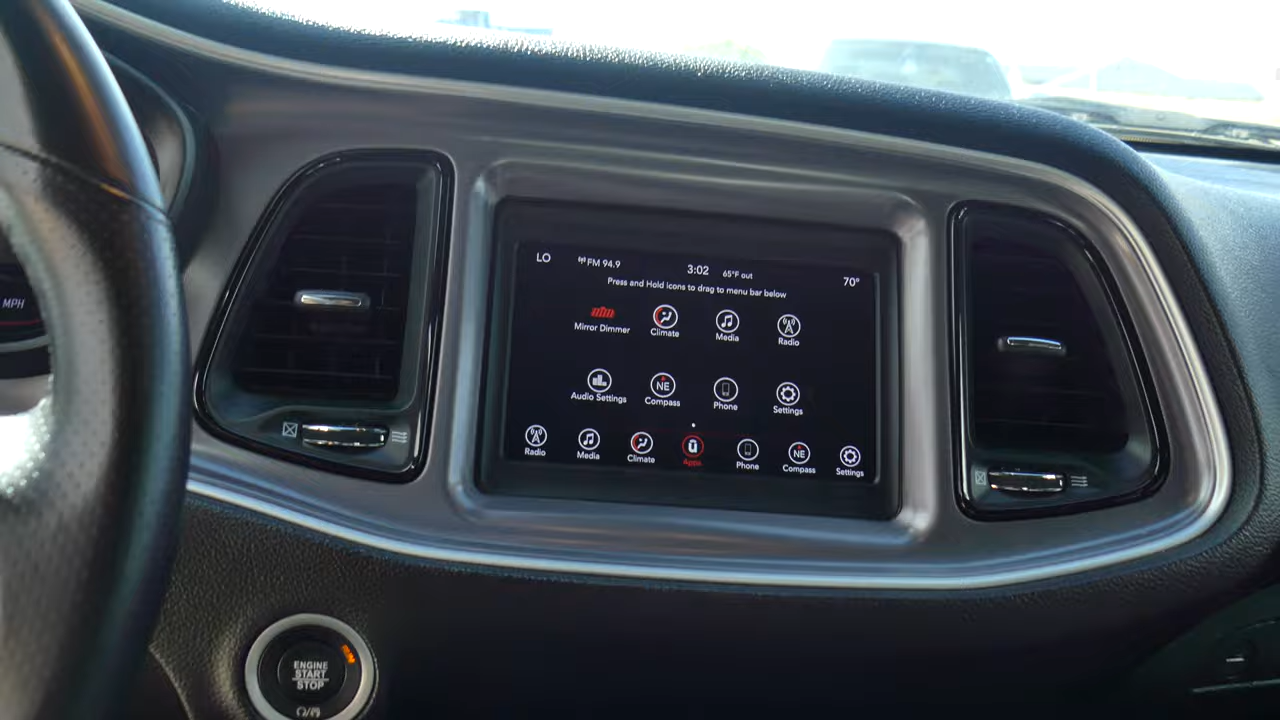 LO
FM 94.9
3:02
65°F out
70°
Press and Hold icons to drag to menu bar below
Mirror Dimmer
Climate
Media
Radio
NE
Audio Settings
Compass
Phone
Settings
NE
Radio
Media
Climate
Apps
Phone
Compass
Settings
MPH
RUN
ENGINE
START
STOP